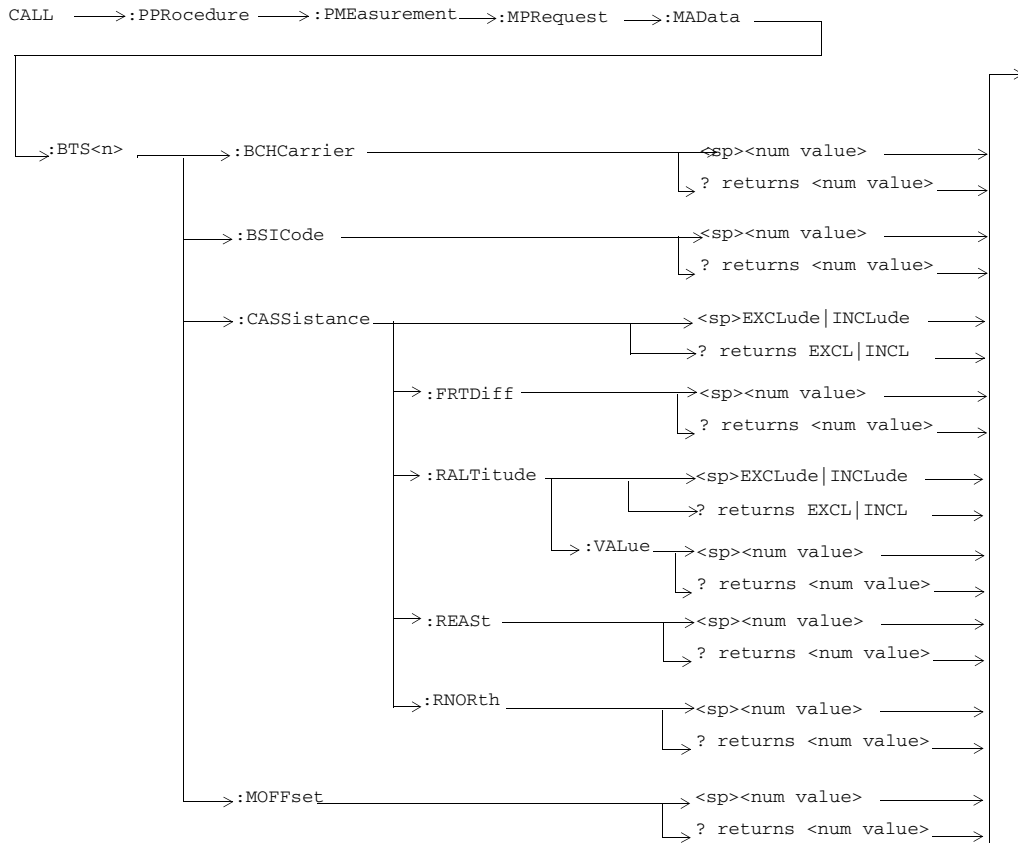 CALL :PPRocedure :PMEasurement :MPRequest :MAData
:BTS<n> :BCHCarrier <sp><num value>
? returns <num value>
:BSICode <sp><num value>
? returns <num value>
:CASSistance <sp>EXCLude|INCLude
? returns EXCL|INCL
:FRTDiff <sp><num value>
? returns <num value>
:RALTitude <sp>EXCLude|INCLude
? returns EXCL|INCL
:VALue <sp><num value>
? returns <num value>
:REASt <sp><num value>
? returns <num value>
:RNORth <sp><num value>
? returns <num value>
:MOFFset <sp><num value>
? returns <num value>